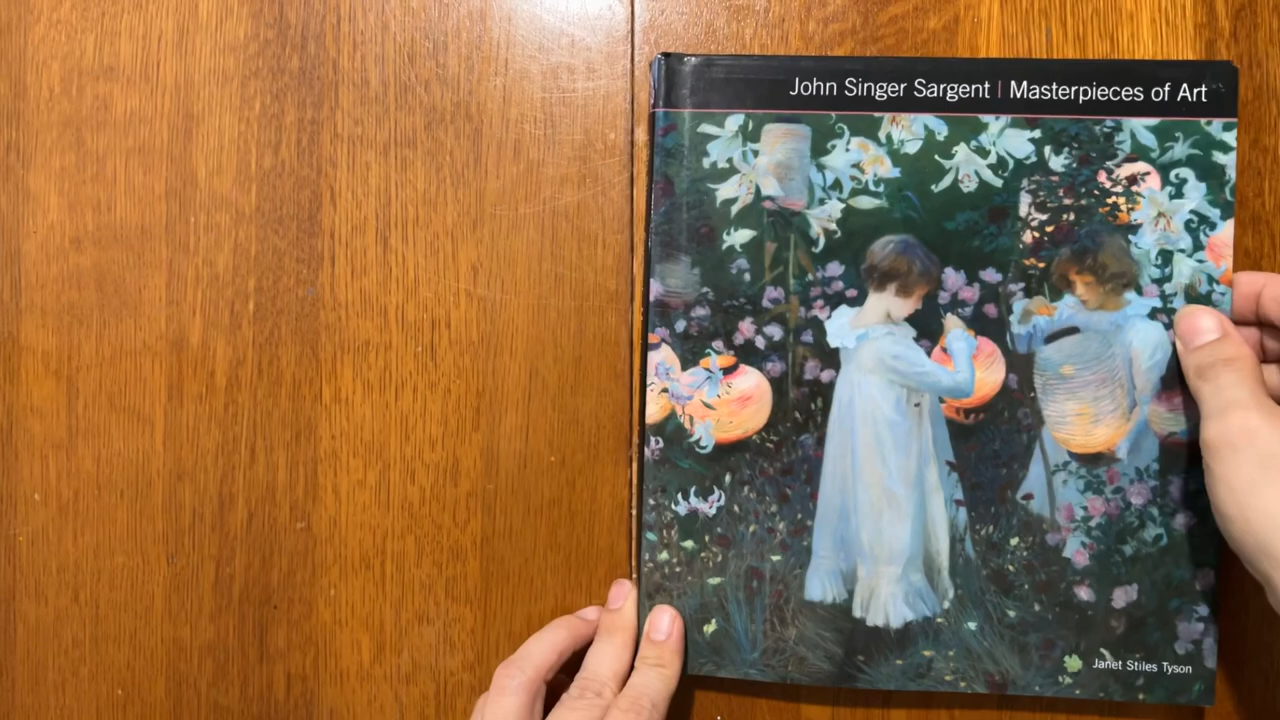 John Singer Sargent | Masterpieces of Art
Janet Stiles Tyson